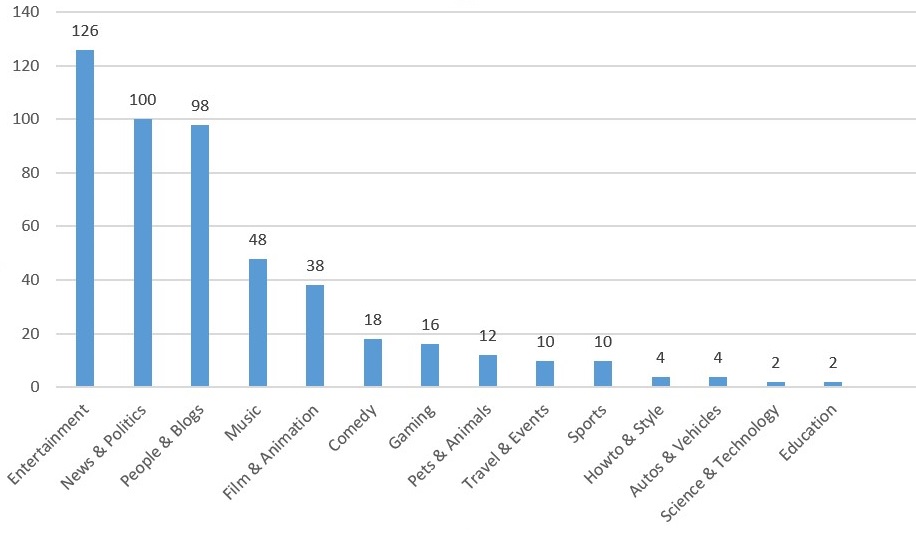 140
120
100
80
60
40
20
0
126
100
98
48
38
18
16
12
10
10
4
4
2
2
Entertainment
News & Politics
People & Blogs
Music
Film & Animation
Comedy
Gaming
Pets & Animals
Travel & Events
Sports
Howto & Style
Autos & Vehicles
Science & Technology
Education